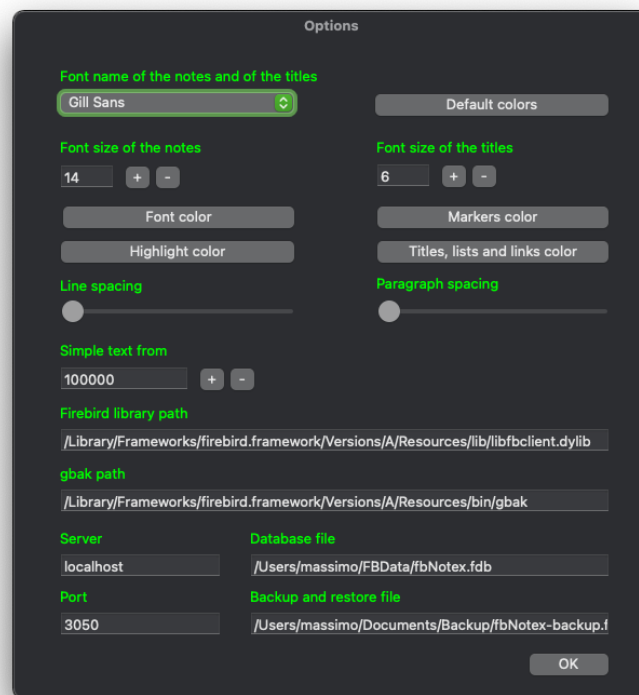 Options
Font name of the notes and of the titles
Gill Sans
Default colors
Font size of the notes
Font size of the titles
14 + -
6 + -
Font color
Markers color
Highlight color
Titles, lists and links color
Line spacing
Paragraph spacing
Simple text from
100000 + -
Firebird library path
/Library/Frameworks/firebird.framework/Versions/A/Resources/lib/libfbclient.dylib
gbak path
/Library/Frameworks/firebird.framework/Versions/A/Resources/bin/gbak
Server
Database file
localhost
/Users/massimo/FBData/fbNotex.fdb
Port
Backup and restore file
3050
/Users/massimo/Documents/Backup/fbNotex-backup.f
OK